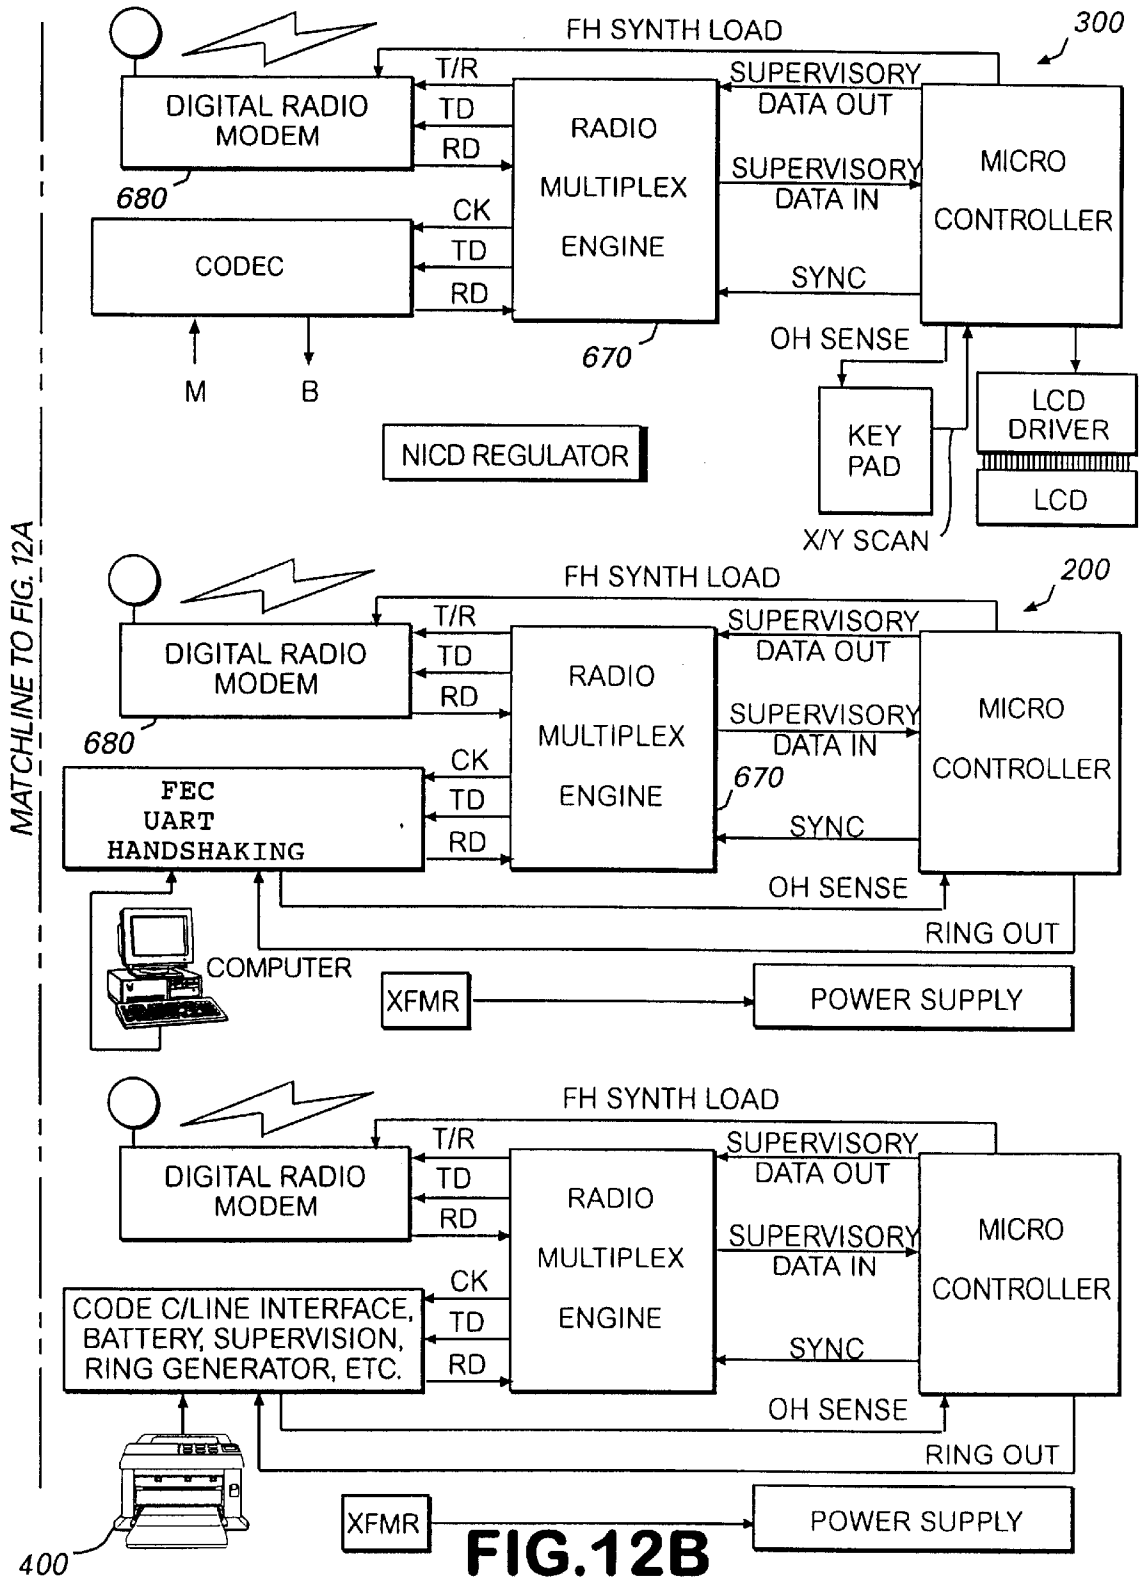 MATCHLINE TO FIG. 12A
FH SYNTH LOAD
300
DIGITAL RADIO
MODEM
680
T/R
TD
RD
RADIO
MULTIPLEX
ENGINE
670
SUPERVISORY
DATA OUT
SUPERVISORY
DATA IN
SYNC
MICRO
CONTROLLER
CODEC
CK
TD
RD
M
B
OH SENSE
KEY
PAD
X/Y SCAN
LCD
DRIVER
LCD
NICD REGULATOR
FH SYNTH LOAD
200
DIGITAL RADIO
MODEM
680
T/R
TD
RD
RADIO
MULTIPLEX
ENGINE
670
SUPERVISORY
DATA OUT
SUPERVISORY
DATA IN
SYNC
MICRO
CONTROLLER
FEC
UART
HANDSHAKING
CK
TD
RD
OH SENSE
RING OUT
COMPUTER
XFMR
POWER SUPPLY
FH SYNTH LOAD
DIGITAL RADIO
MODEM
T/R
TD
RD
RADIO
MULTIPLEX
ENGINE
SUPERVISORY
DATA OUT
SUPERVISORY
DATA IN
SYNC
MICRO
CONTROLLER
CODE C/LINE INTERFACE,
BATTERY, SUPERVISION,
RING GENERATOR, ETC.
CK
TD
RD
OH SENSE
RING OUT
400
XFMR
POWER SUPPLY
FIG.12B